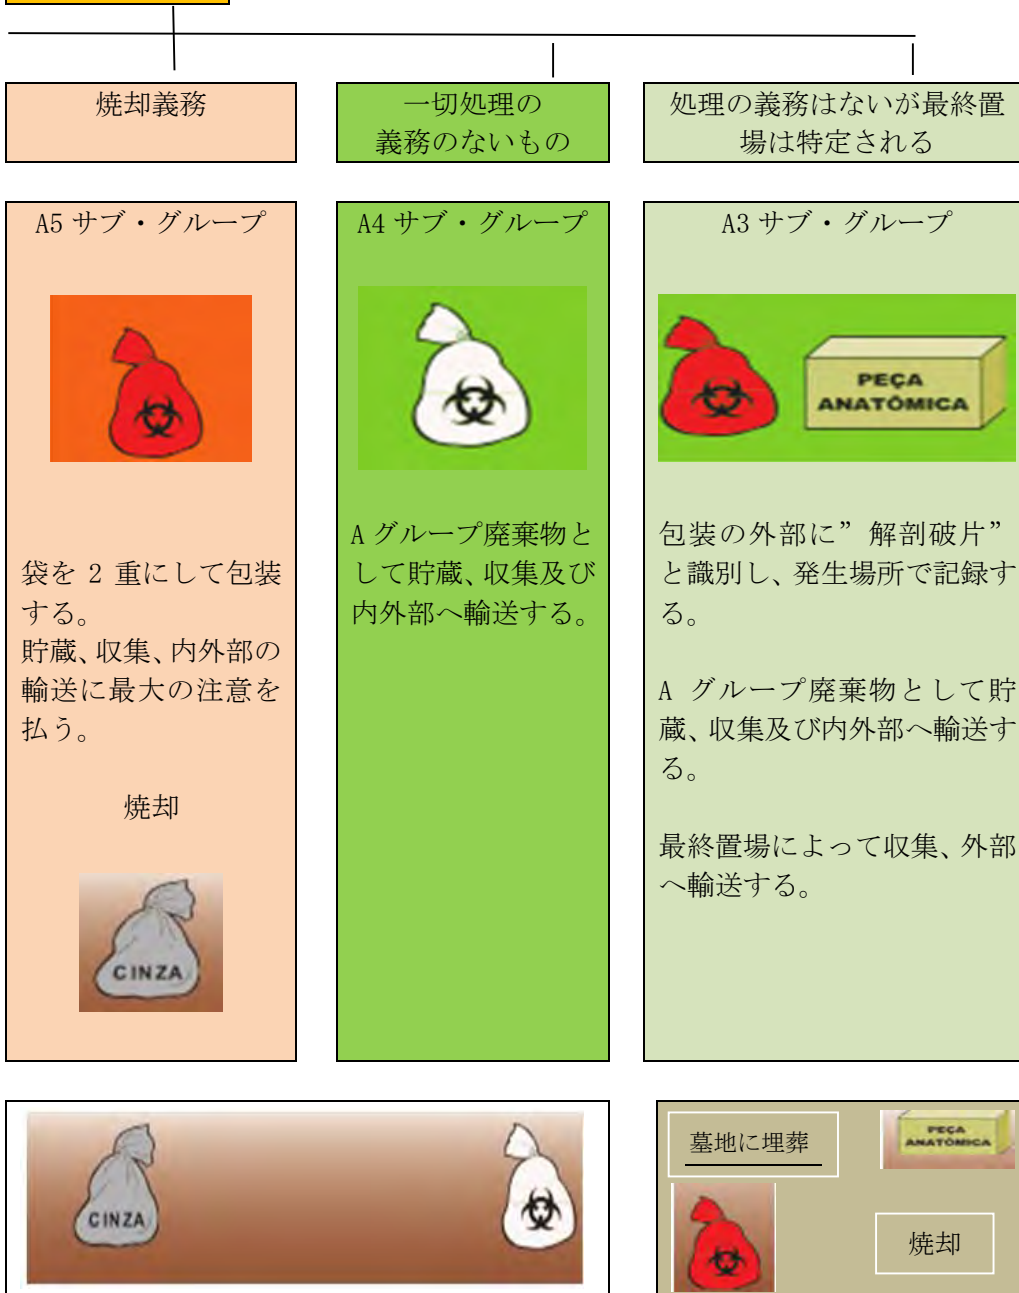 焼却義務
一切処理の
義務のないもの
処理の義務はないが最終置
場は特定される
A5 サブ・グループ
袋を 2 重にして包装
する。
貯蔵、収集、内外部の
輸送に最大の注意を
払う。
焼却
CINZA
A4 サブ・グループ
A グループ廃棄物と
して貯蔵、収集及び
内外部へ輸送する。
A3 サブ・グループ
PEÇA
ANATÔMICA
包装の外部に”解剖破片”
と識別し、発生場所で記録す
る。
A グループ廃棄物として貯
蔵、収集及び内外部へ輸送す
る。
最終置場によって収集、外部
へ輸送する。
CINZA
墓地に埋葬
PEÇA
ANATÔMICA
焼却